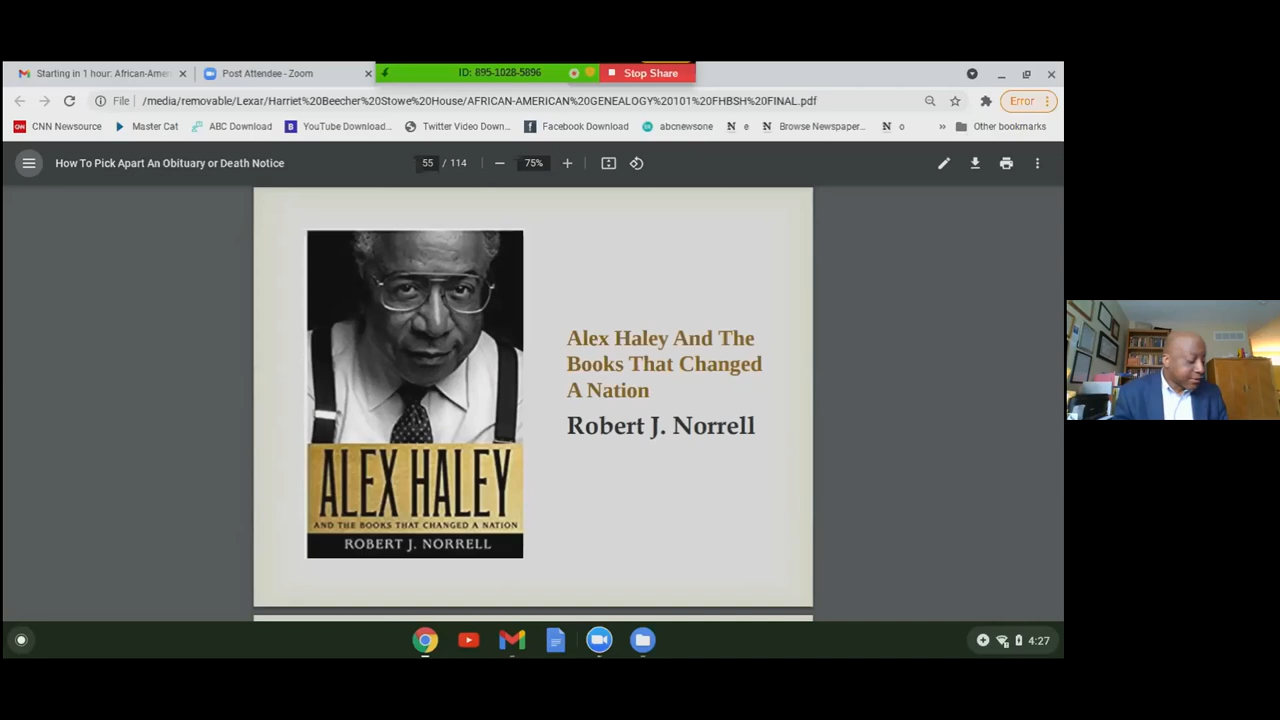 Starting in 1 hour: African-Amer
Post Attendee - Zoom
ID: 895-1028-5896
Stop Share
File
/media/removable/Lexar/Harriet%20Beecher%20Stowe%20House/AFRICAN-AMERICAN%20GENEALOGY%20101%20FHBSH%20FINAL.pdf
Error
CNN Newsource
Master Cat
ABC Download
YouTube Download...
Twitter Video Down...
Facebook Download
abcnewsone
N e
Browse Newspaper...
N o
»
Other bookmarks
How To Pick Apart An Obituary or Death Notice
55 / 114
75%
Alex Haley And The
Books That Changed
A Nation
Robert J. Norrell
ALEX HALEY
AND THE BOOKS THAT CHANGED A NATION
ROBERT J. NORRELL
4:27